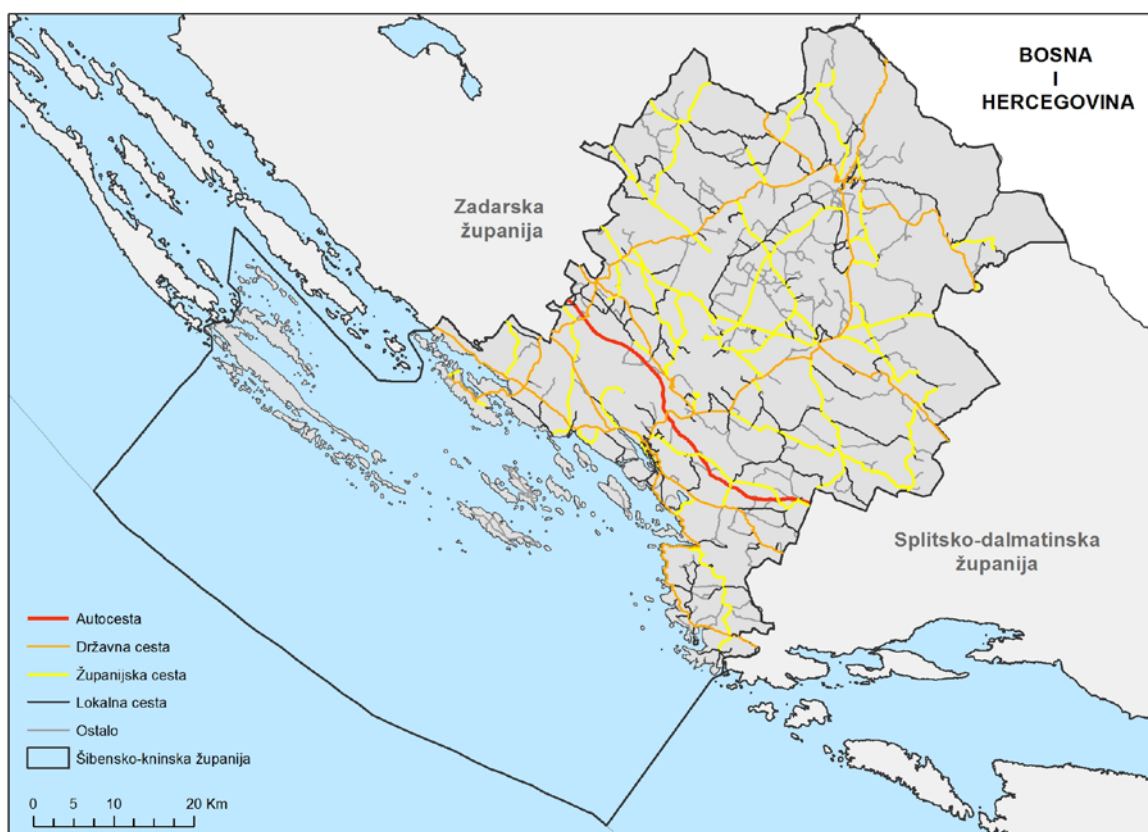 BOSNA
I
HERCEGOVINA
Zadarska
županija
Splitsko-dalmatinska
županija
Autocesta
Državna cesta
Županijska cesta
Lokalna cesta
Ostalo
Šibensko-kninska županija
0 5 10 20 Km